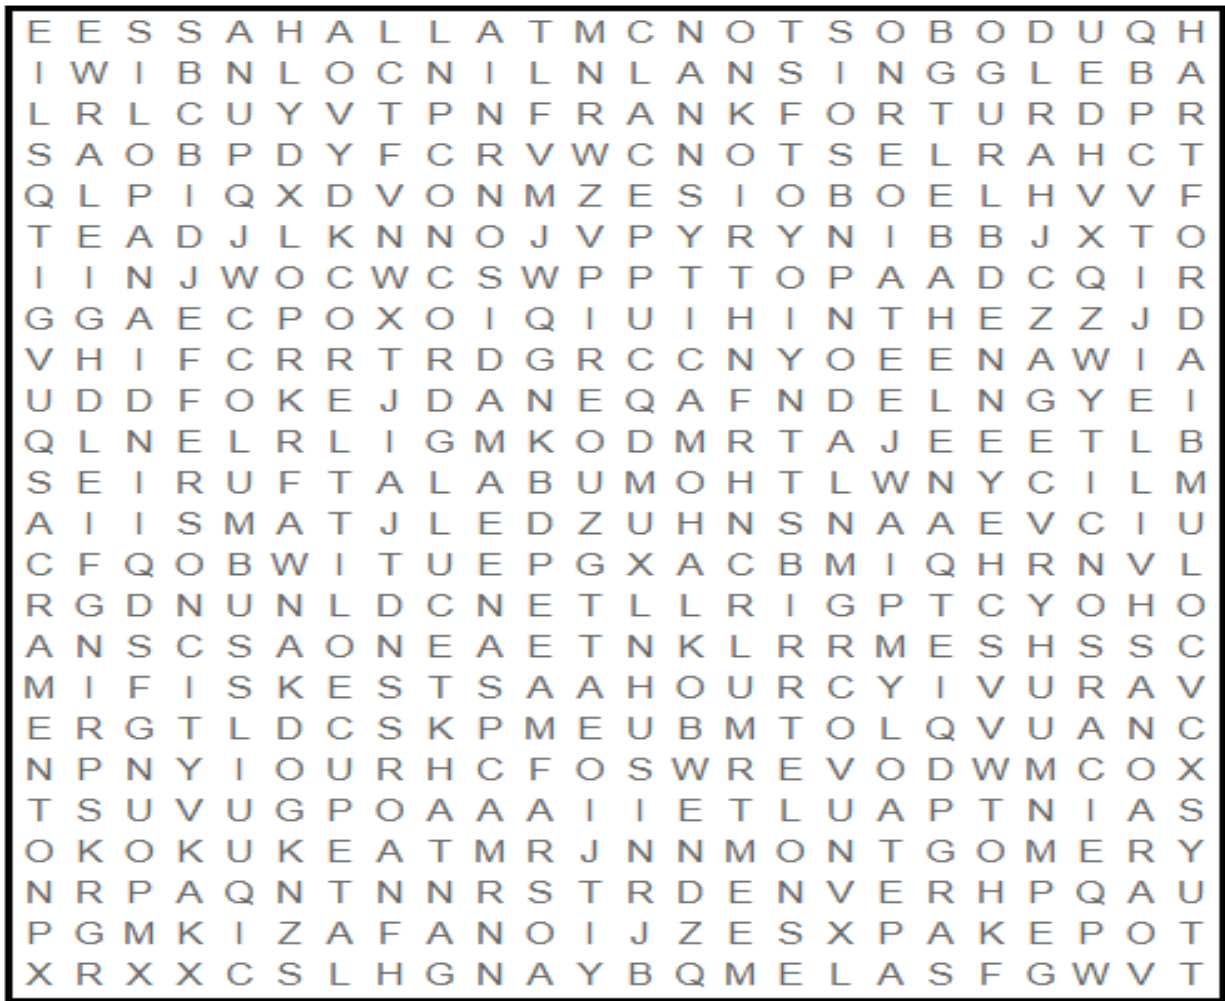 E E S S A H A L L A T M C N O T S O B O D U Q H
I W I B N L O C N I L N L A N S I N G G L E B A
L R L C U Y V T P N F R A N K F O R T U R D P R
S A O B P D Y F C R V W C N O T S E L R A H C T
Q L P I Q X D V O N M Z E S I O B O E L H V V F
T E A D J L K N N O J V P Y R Y N I B B J X T O
I I N J W O C W C S W P P T T O P A A D C Q I R
G G A E C P O X O I Q I U I H I N T H E Z Z J D
V H I F C R R T R D G R C C N Y O E E N A W I A
U D D F O K E J D A N E Q A F N D E L N G Y E I
Q L N E L R L I G M K O D M R T A J E E E T L B
S E I R U F T A L A B U M O H T L W N Y C I L M
A I I S M A T J L E D Z U H N S N A A E V C I U
C F Q O B W I T U E P G X A C B M I Q H R N V L
R G D N U N L D C N E T L L R I G P T C Y O H O
A N S C S A O N E A E T N K L R R M E S H S S C
M I F I S K E S T S A A H O U R C Y I V U R A V
E R G T L D C S K P M E U B M T O L Q V U A N C
N P N Y I O U R H C F O S W R E V O D W M C O X
T S U V U G P O A A A I I E T L U A P T N I A S
O K O K U K E A T M R J N N M O N T G O M E R Y
N R P A Q N T N N R S T R D E N V E R H P Q A U
P G M K I Z A F A N O I J Z E S X P A K E P O T
X R X X C S L H G N A Y B Q M E L A S F G W V T